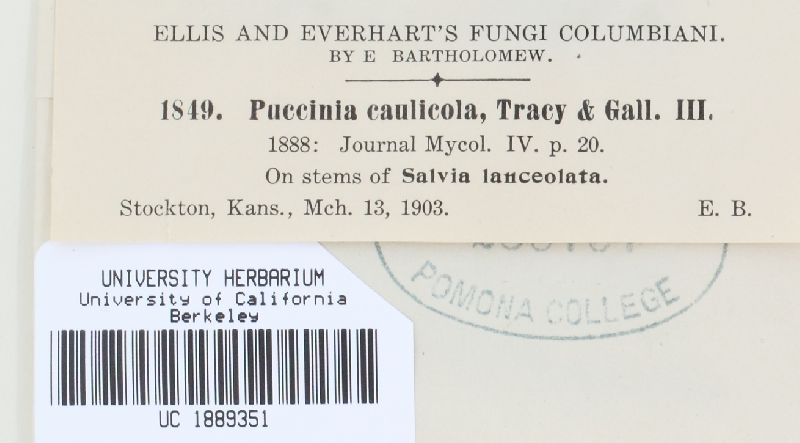 ELLIS AND EVERHART'S FUNGI COLUMBIANI.
BY E BARTHOLOMEW.
1849. Puccinia caulicola, Tracy & Gall. III.
1888: Journal Mycol. IV. p. 20.
On stems of Salvia lanceolata.
Stockton, Kans., Mch. 13, 1903. E. B.
POMONA COLLEGE
UNIVERSITY HERBARIUM
University of California
Berkeley
UC 1889351